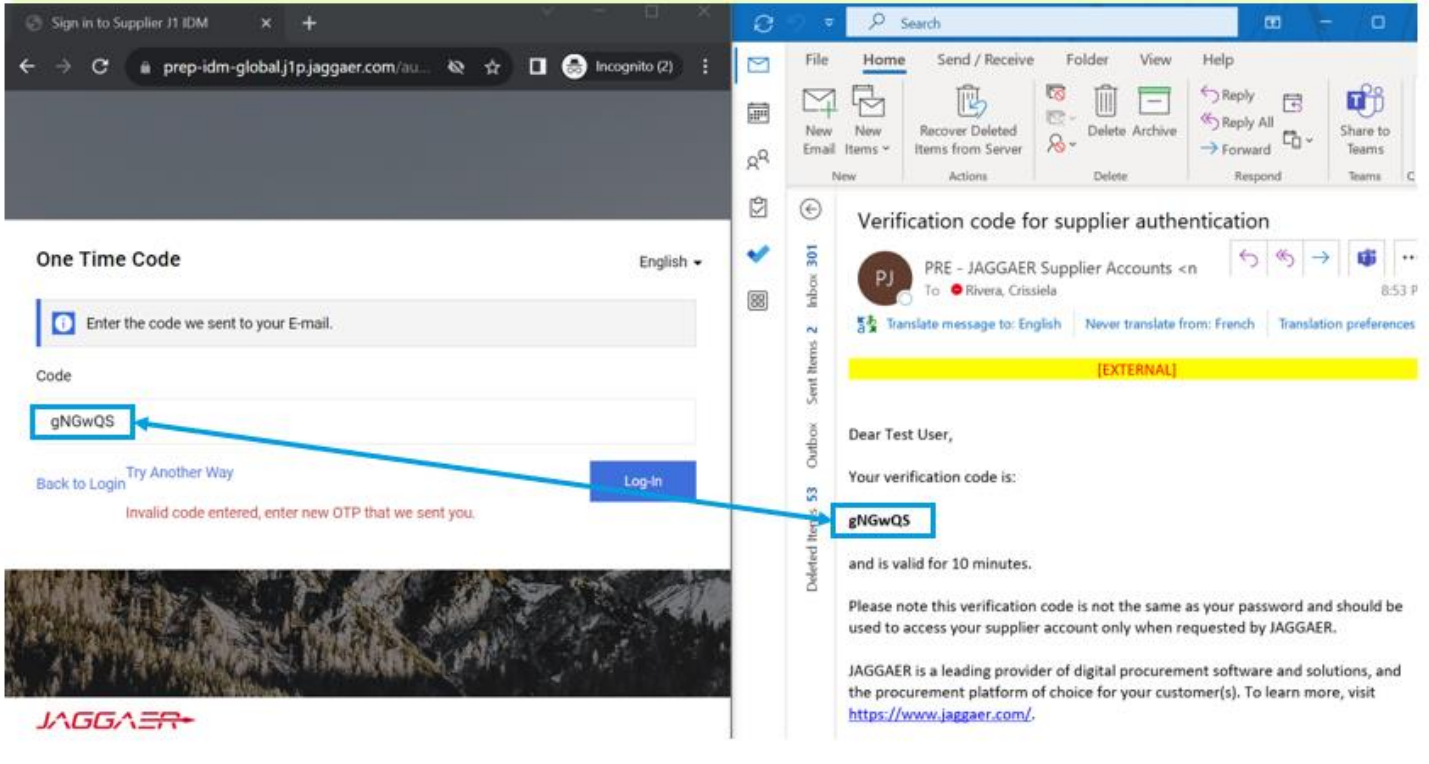 Sign in to Supplier J1 IDM
prep-idm-global.j1p.jaggaer.com/au...
Incognito (2)
One Time Code
English
Enter the code we sent to your E-mail.
Code
gNGwQS
Try Another Way
Back to Login
Log-In
Invalid code entered, enter new OTP that we sent you.
JAGGAER
Search
File Home Send / Receive Folder View Help
New Email
New Items
Recover Deleted Items from Server
Delete Archive
Reply
Reply All
Forward
Share to Teams
New Actions Delete Respond Teams
Inbox 301
Sent Items 2
Outbox
Deleted Items 53
Verification code for supplier authentication
PJ
PRE - JAGGAER Supplier Accounts <n
To Rivera, Crissiela
8:53 P
Translate message to: English Never translate from: French Translation preferences
[EXTERNAL]
Dear Test User,
Your verification code is:
gNGwQS
and is valid for 10 minutes.
Please note this verification code is not the same as your password and should be
used to access your supplier account only when requested by JAGGAER.
JAGGAER is a leading provider of digital procurement software and solutions, and
the procurement platform of choice for your customer(s). To learn more, visit
https://www.jaggaer.com/.